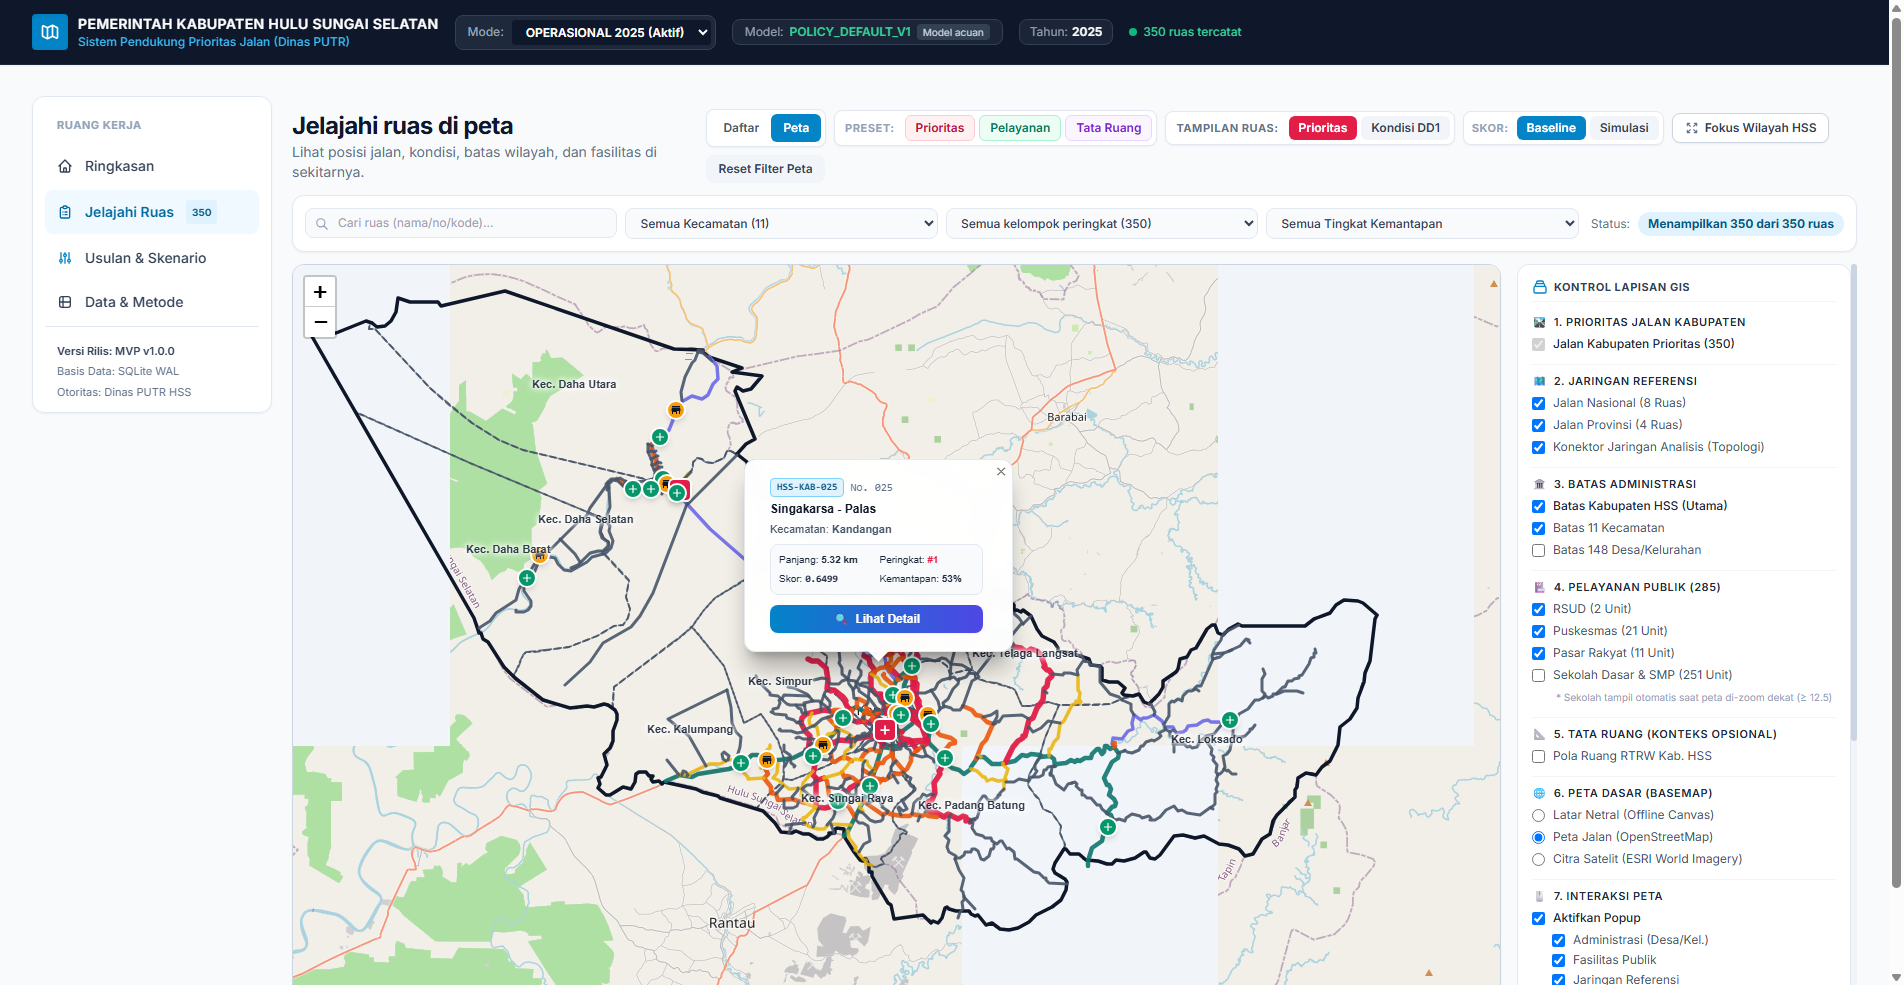 PEMERINTAH KABUPATEN HULU SUNGAI SELATAN
Sistem Pendukung Prioritas Jalan (Dinas PUTR)
Mode: OPERASIONAL 2025 (Aktif)
Model: POLICY_DEFAULT_V1 Model acuan
Tahun: 2025
350 ruas tercatat
RUANG KERJA
Ringkasan
Jelajahi Ruas 350
Usulan & Skenario
Data & Metode
Versi Rilis: MVP v1.0.0
Basis Data: SQLite WAL
Otoritas: Dinas PUTR HSS
Jelajahi ruas di peta
Lihat posisi jalan, kondisi, batas wilayah, dan fasilitas di
sekitarnya.
Daftar Peta
PRESET: Prioritas Pelayanan Tata Ruang
TAMPILAN RUAS: Prioritas Kondisi DD1
SKOR: Baseline Simulasi
Fokus Wilayah HSS
Reset Filter Peta
Cari ruas (nama/no/kode)...
Semua Kecamatan (11)
Semua kelompok peringkat (350)
Semua Tingkat Kemantapan
Status: Menampilkan 350 dari 350 ruas
+
−
Kec. Daha Utara
Barabai
Kec. Daha Selatan
Kec. Daha Barat
ngai Selatan
HSS-KAB-025 No. 025
Singakarsa - Palas
Kecamatan: Kandangan
Panjang: 5.32 km Peringkat: #1
Skor: 0.6499 Kemantapan: 53%
Lihat Detail
Kec. Telaga Langsat
Kec. Simpur
Kec. Kalumpang
Kec. Loksado
Hulu Sungai Selatan
Kec. Sungai Raya
Kec. Padang Batung
Banjar
Tapin
Rantau
KONTROL LAPISAN GIS
1. PRIORITAS JALAN KABUPATEN
Jalan Kabupaten Prioritas (350)
2. JARINGAN REFERENSI
Jalan Nasional (8 Ruas)
Jalan Provinsi (4 Ruas)
Konektor Jaringan Analisis (Topologi)
3. BATAS ADMINISTRASI
Batas Kabupaten HSS (Utama)
Batas 11 Kecamatan
Batas 148 Desa/Kelurahan
4. PELAYANAN PUBLIK (285)
RSUD (2 Unit)
Puskesmas (21 Unit)
Pasar Rakyat (11 Unit)
Sekolah Dasar & SMP (251 Unit)
* Sekolah tampil otomatis saat peta di-zoom dekat (≥ 12.5)
5. TATA RUANG (KONTEKS OPSIONAL)
Pola Ruang RTRW Kab. HSS
6. PETA DASAR (BASEMAP)
Latar Netral (Offline Canvas)
Peta Jalan (OpenStreetMap)
Citra Satelit (ESRI World Imagery)
7. INTERAKSI PETA
Aktifkan Popup
Administrasi (Desa/Kel.)
Fasilitas Publik
Jaringan Referensi